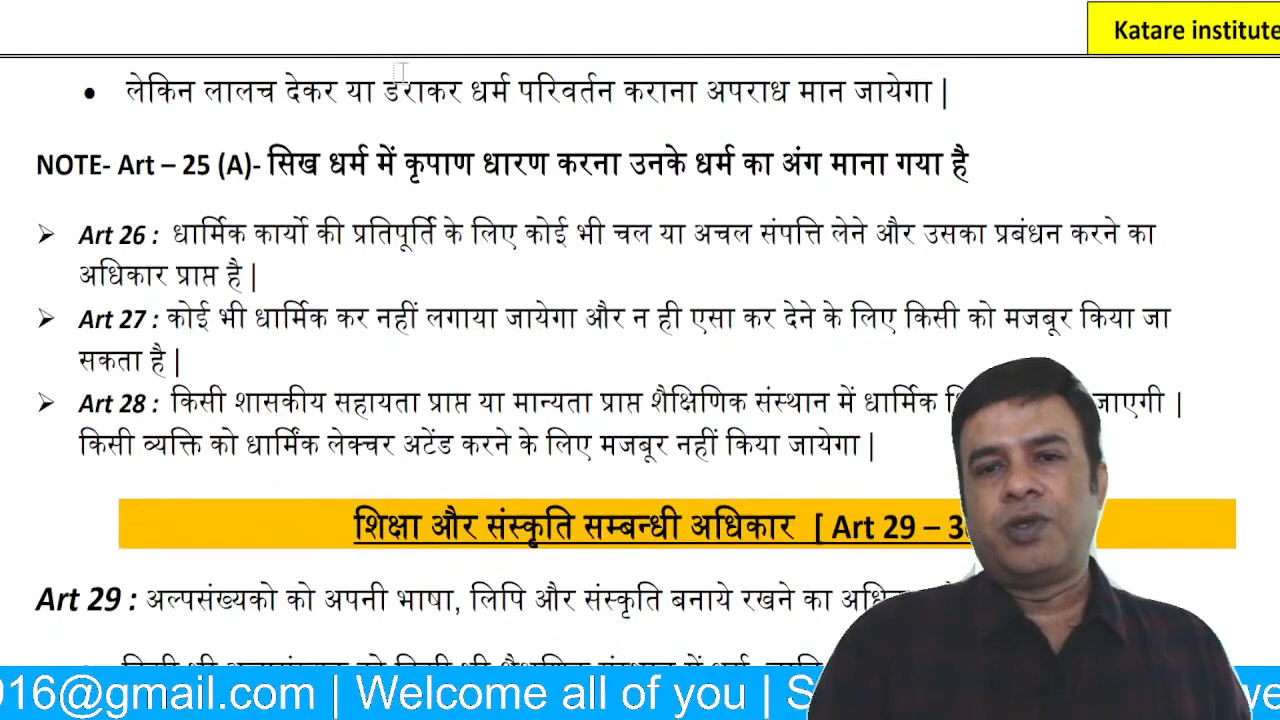 Katare institute
• लेकिन लालच देकर या डराकर धर्म परिवर्तन कराना अपराध मान जायेगा |
NOTE- Art – 25 (A)- सिख धर्म में कृपाण धारण करना उनके धर्म का अंग माना गया है
➢ Art 26 : धार्मिक कार्यो की प्रतिपूर्ति के लिए कोई भी चल या अचल संपत्ति लेने और उसका प्रबंधन करने का
अधिकार प्राप्त है |
➢ Art 27 : कोई भी धार्मिक कर नहीं लगाया जायेगा और न ही एसा कर देने के लिए किसी को मजबूर किया जा
सकता है |
➢ Art 28 : किसी शासकीय सहायता प्राप्त या मान्यता प्राप्त शैक्षिणिक संस्थान में धार्मिक जाएगी |
किसी व्यक्ति को धार्मिंक लेक्चर अटेंड करने के लिए मजबूर नहीं किया जायेगा |
शिक्षा और संस्कृति सम्बन्धी अधिकार [ Art 29 – 3
Art 29 : अल्पसंख्यको को अपनी भाषा, लिपि और संस्कृति बनाये रखने का
016@gmail.com | Welcome all of you |